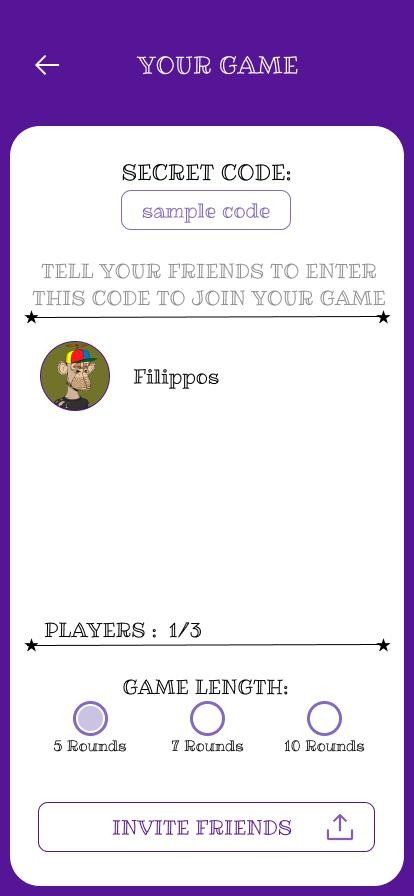 YOUR GAME
SECRET CODE:
sample code
TELL YOUR FRIENDS TO ENTER
THIS CODE TO JOIN YOUR GAME
Filippos
PLAYERS : 1/3
GAME LENGTH:
5 Rounds 7 Rounds 10 Rounds
INVITE FRIENDS